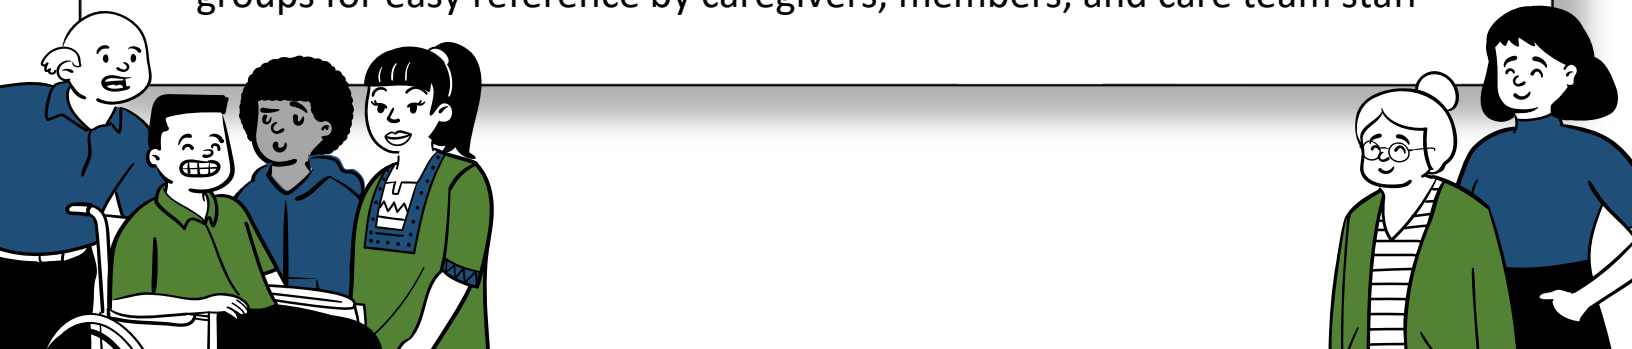 groups for easy reference by caregivers, members, and care team staff